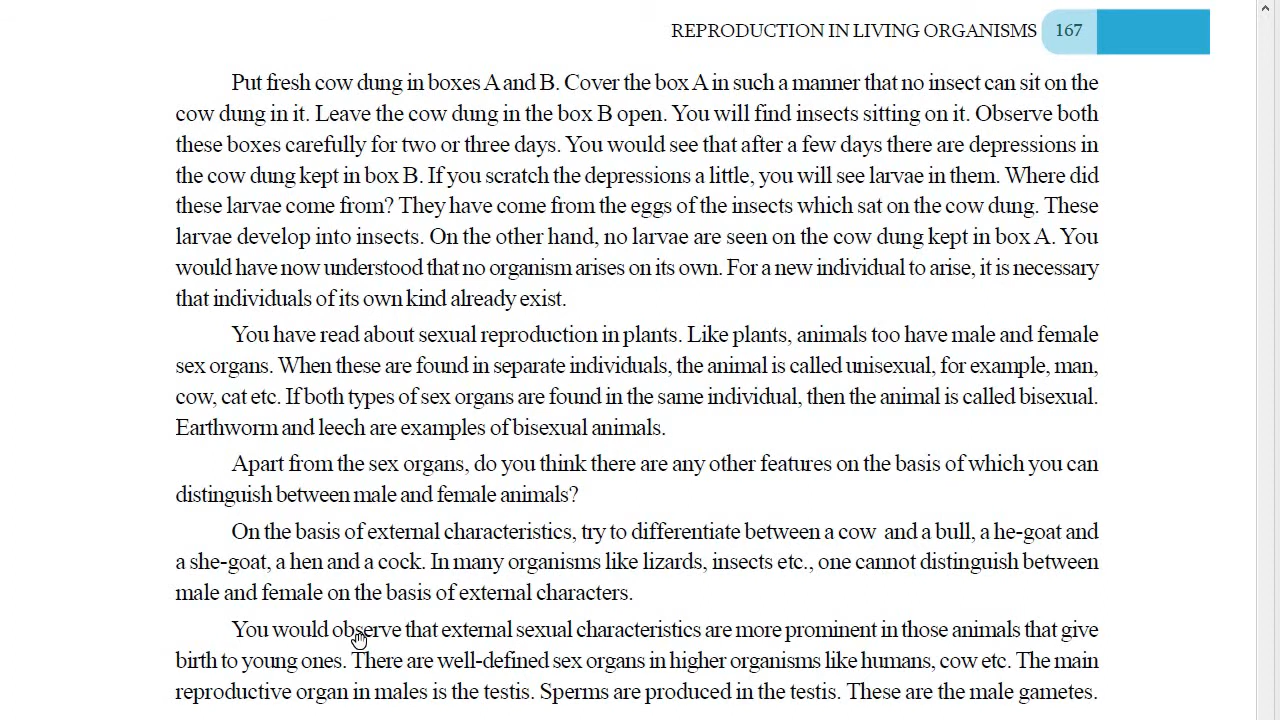 REPRODUCTION IN LIVING ORGANISMS 167
Put fresh cow dung in boxes A and B. Cover the box A in such a manner that no insect can sit on the
cow dung in it. Leave the cow dung in the box B open. You will find insects sitting on it. Observe both
these boxes carefully for two or three days. You would see that after a few days there are depressions in
the cow dung kept in box B. If you scratch the depressions a little, you will see larvae in them. Where did
these larvae come from? They have come from the eggs of the insects which sat on the cow dung. These
larvae develop into insects. On the other hand, no larvae are seen on the cow dung kept in box A. You
would have now understood that no organism arises on its own. For a new individual to arise, it is necessary
that individuals of its own kind already exist.
You have read about sexual reproduction in plants. Like plants, animals too have male and female
sex organs. When these are found in separate individuals, the animal is called unisexual, for example, man,
cow, cat etc. If both types of sex organs are found in the same individual, then the animal is called bisexual.
Earthworm and leech are examples of bisexual animals.
Apart from the sex organs, do you think there are any other features on the basis of which you can
distinguish between male and female animals?
On the basis of external characteristics, try to differentiate between a cow and a bull, a he-goat and
a she-goat, a hen and a cock. In many organisms like lizards, insects etc., one cannot distinguish between
male and female on the basis of external characters.
You would observe that external sexual characteristics are more prominent in those animals that give
birth to young ones. There are well-defined sex organs in higher organisms like humans, cow etc. The main
reproductive organ in males is the testis. Sperms are produced in the testis. These are the male gametes.